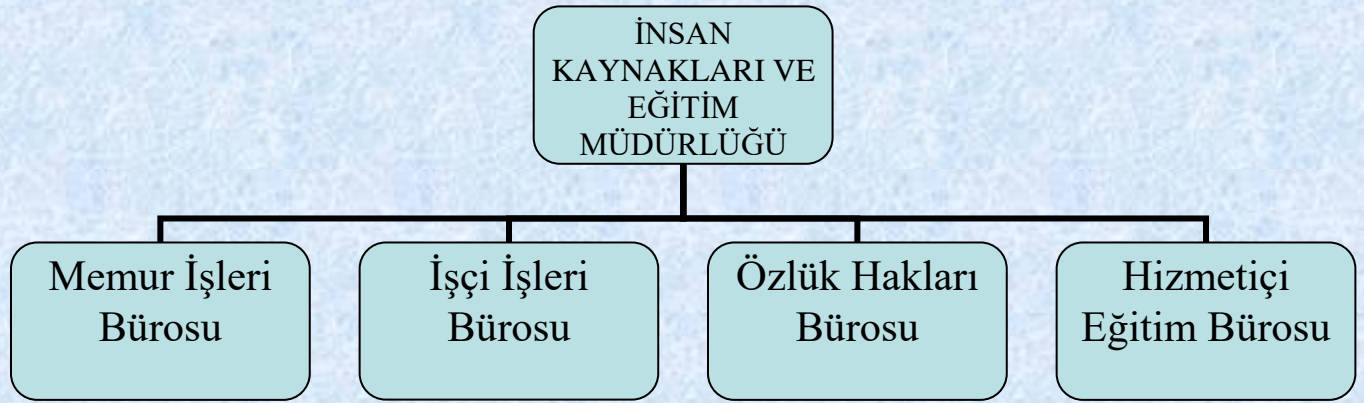 İNSAN
KAYNAKLARI VE
EĞİTİM
MÜDÜRLÜĞÜ
Memur İşleri
Bürosu
İşçi İşleri
Bürosu
Özlük Hakları
Bürosu
Hizmetiçi
Eğitim Bürosu